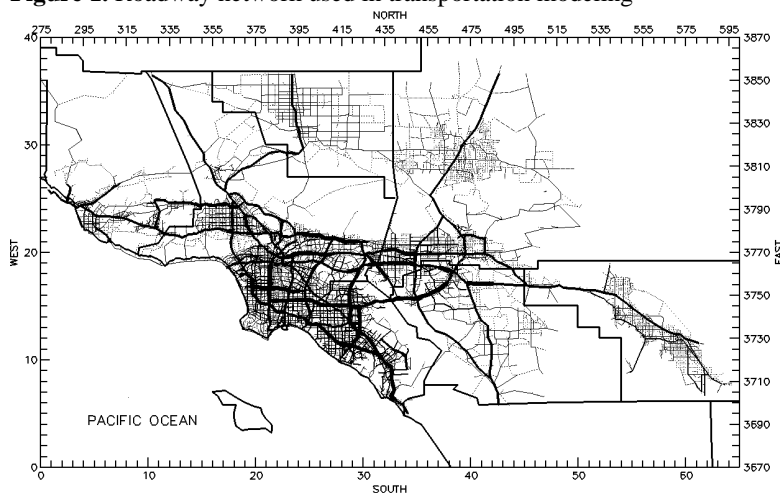 Figure 1. Roadway network used in transportation modeling
NORTH
275 295 315 335 355 375 395 415 435 455 475 495 515 535 555 575 595
40 3870
3850
30 3830
3810
3790
WEST 20 3770 EAST
3750
3730
10
3710
PACIFIC OCEAN 3690
0 3670
0 10 20 30 40 50 60
SOUTH